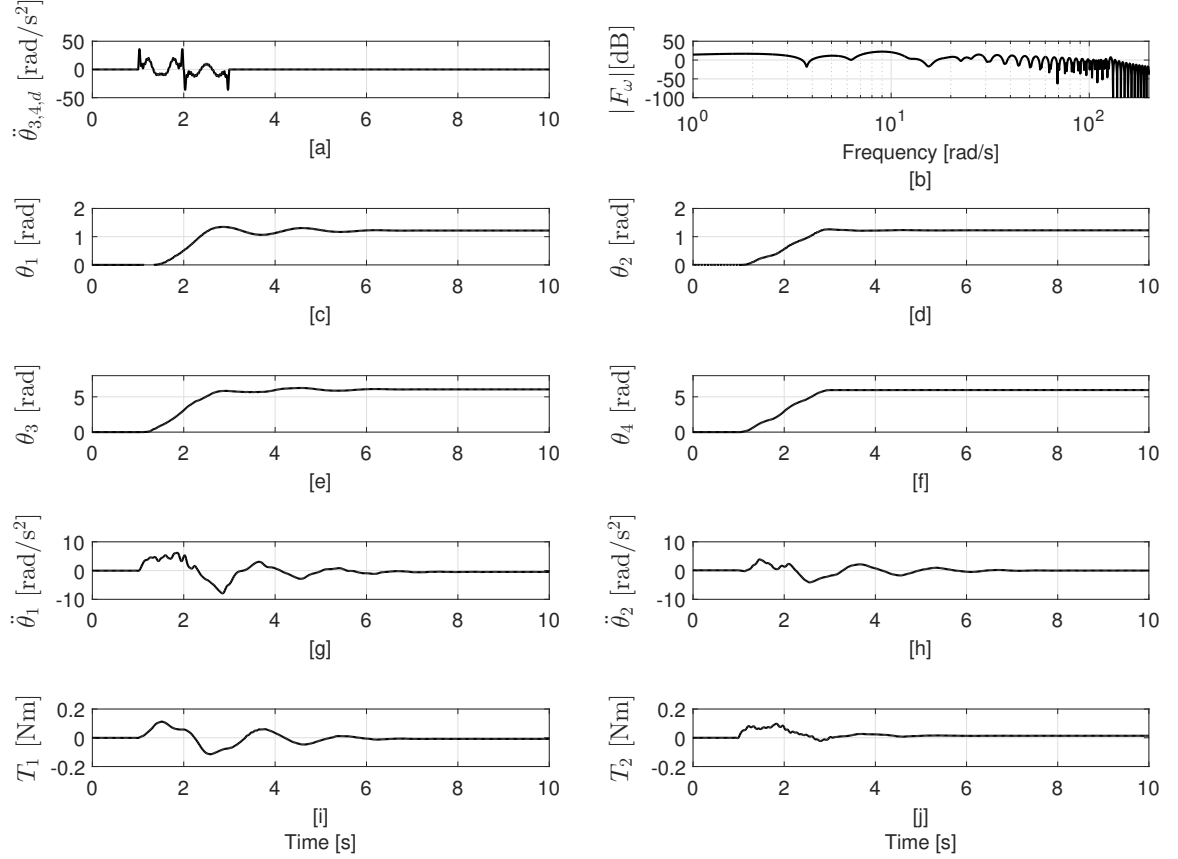 θ̈3,4,d [rad/s²]
50
0
-50
0 2 4 6 8 10
[a]
|Fω|[dB]
50
0
-50
-100
10⁰ 10¹ 10²
Frequency [rad/s]
[b]
θ1 [rad]
2
1
0
0 2 4 6 8 10
[c]
θ2 [rad]
2
1
0
0 2 4 6 8 10
[d]
θ3 [rad]
5
0
0 2 4 6 8 10
[e]
θ4 [rad]
5
0
0 2 4 6 8 10
[f]
θ̈1 [rad/s²]
10
0
-10
0 2 4 6 8 10
[g]
θ̈2 [rad/s²]
10
0
-10
0 2 4 6 8 10
[h]
T1 [Nm]
0.2
0
-0.2
0 2 4 6 8 10
[i]
Time [s]
T2 [Nm]
0.2
0
-0.2
0 2 4 6 8 10
[j]
Time [s]